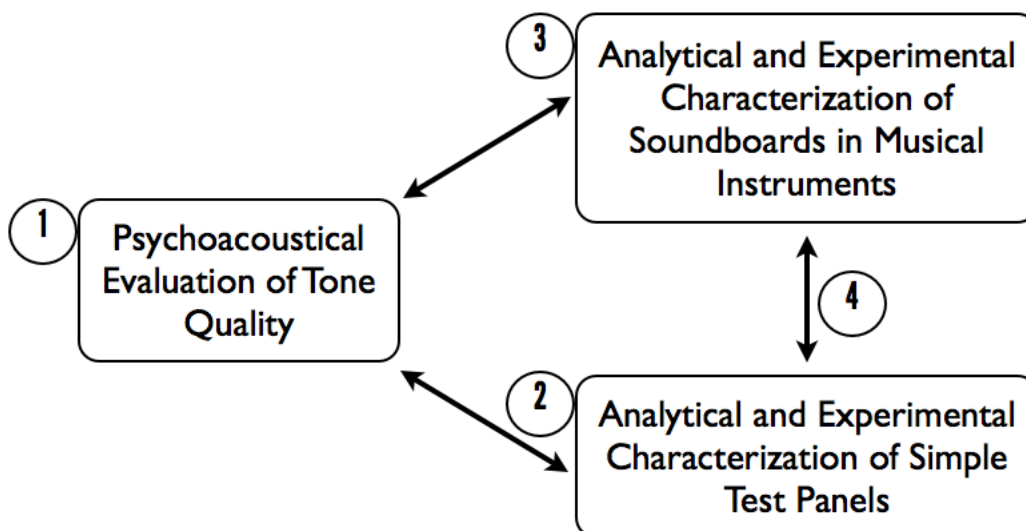 3
Analytical and Experimental
Characterization of
Soundboards in Musical
Instruments
1
Psychoacoustical
Evaluation of Tone
Quality
4
2
Analytical and Experimental
Characterization of Simple
Test Panels